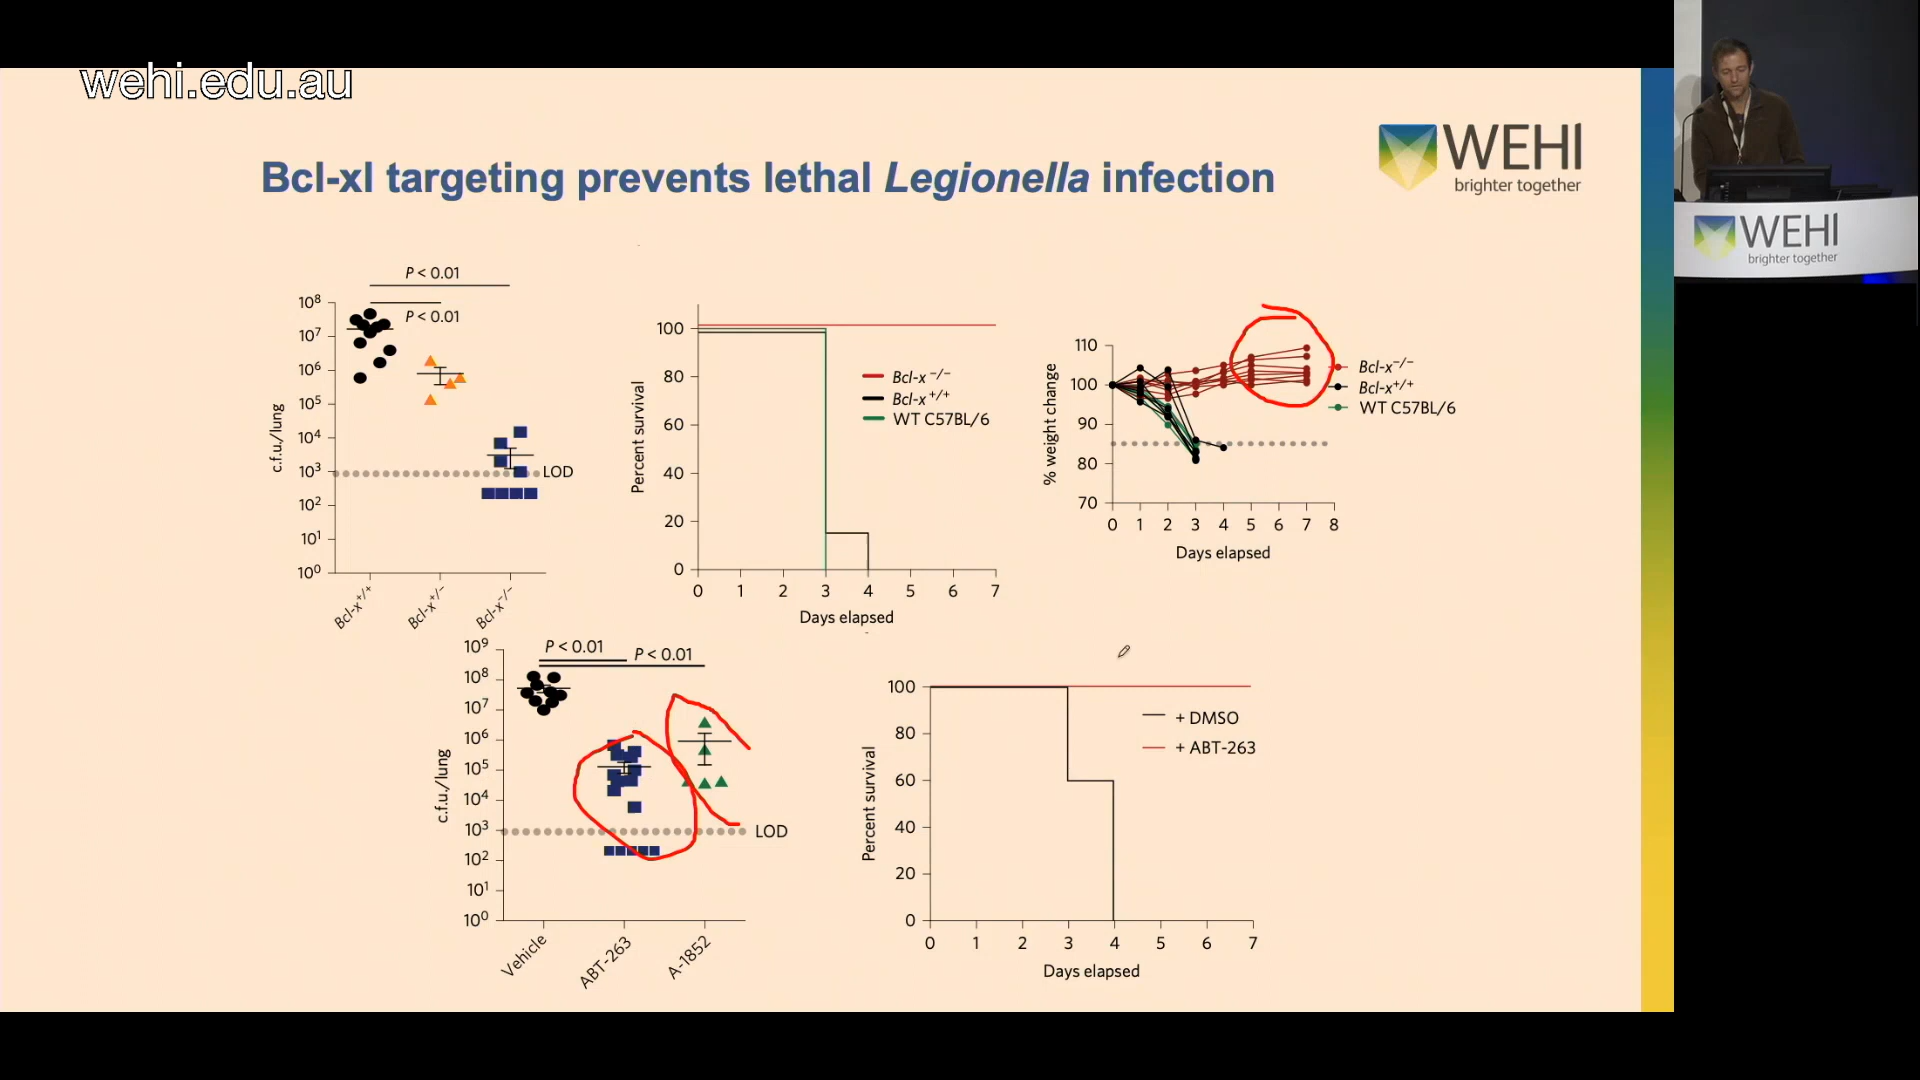 wehi.edu.au
Bcl-xl targeting prevents lethal Legionella infection
WEHI
brighter together
WEHI
brighter together
P < 0.01
P < 0.01
10⁸
10⁷
10⁶
10⁵
10⁴
10³
10²
10¹
10⁰
c.f.u./lung
LOD
Bcl-x⁺/⁺
Bcl-x⁺/⁻
Bcl-x⁻/⁻
100
80
60
40
20
0
Percent survival
Bcl-x ⁻/⁻
Bcl-x ⁺/⁺
WT C57BL/6
0 1 2 3 4 5 6 7
Days elapsed
110
100
90
80
70
% weight change
Bcl-x⁻/⁻
Bcl-x⁺/⁺
WT C57BL/6
0 1 2 3 4 5 6 7 8
Days elapsed
P < 0.01
P < 0.01
10⁹
10⁸
10⁷
10⁶
10⁵
10⁴
10³
10²
10¹
10⁰
c.f.u./lung
LOD
Vehicle
ABT-263
A-1852
100
80
60
40
20
0
Percent survival
+ DMSO
+ ABT-263
0 1 2 3 4 5 6 7
Days elapsed